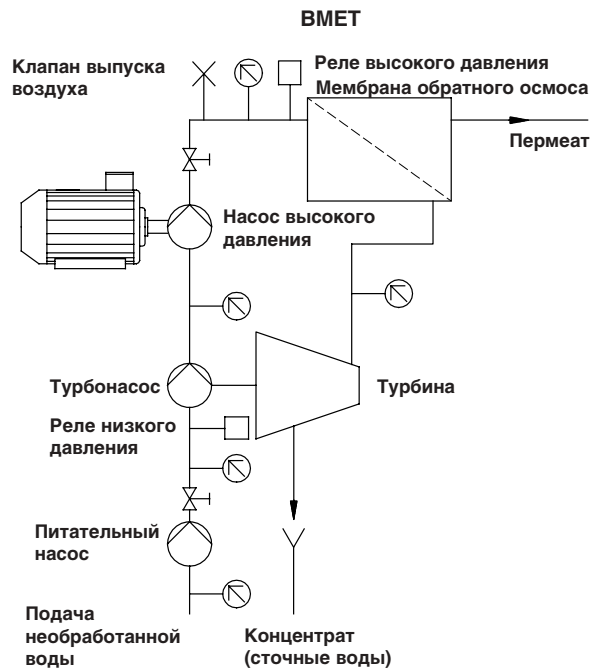 BMET
Клапан выпуска
воздуха
Реле высокого давления
Мембрана обратного осмоса
Пермеат
Насос высокого
давления
Турбонасос
Турбина
Реле низкого
давления
Питательный
насос
Подача
необработанной
воды
Концентрат
(сточные воды)